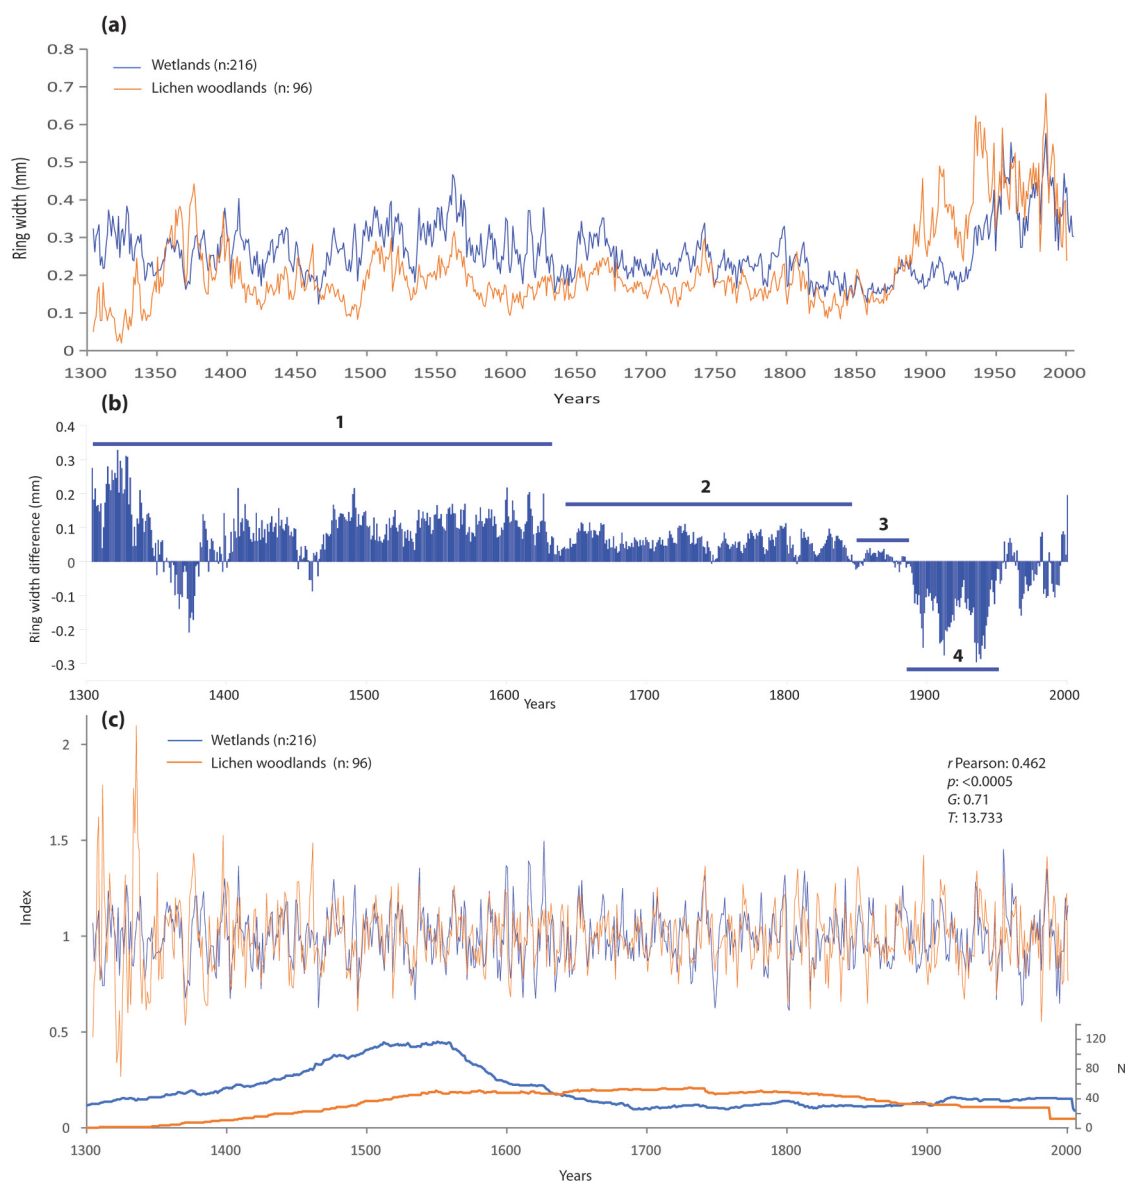 (a)
0.8
0.7
0.6
0.5
0.4
0.3
0.2
0.1
0
Ring width (mm)
Wetlands (n:216)
Lichen woodlands (n: 96)
1300 1350 1400 1450 1500 1550 1600 1650 1700 1750 1800 1850 1900 1950 2000
Years
(b)
0.4
0.3
0.2
0.1
0
-0.1
-0.2
-0.3
Ring width difference (mm)
1
2
3
4
1300 1400 1500 1600 1700 1800 1900 2000
Years
(c)
2
1.5
1
0.5
0
Index
Wetlands (n:216)
Lichen woodlands (n: 96)
r Pearson: 0.462
p: <0.0005
G: 0.71
T: 13.733
120
80
40
0
N
1300 1400 1500 1600 1700 1800 1900 2000
Years